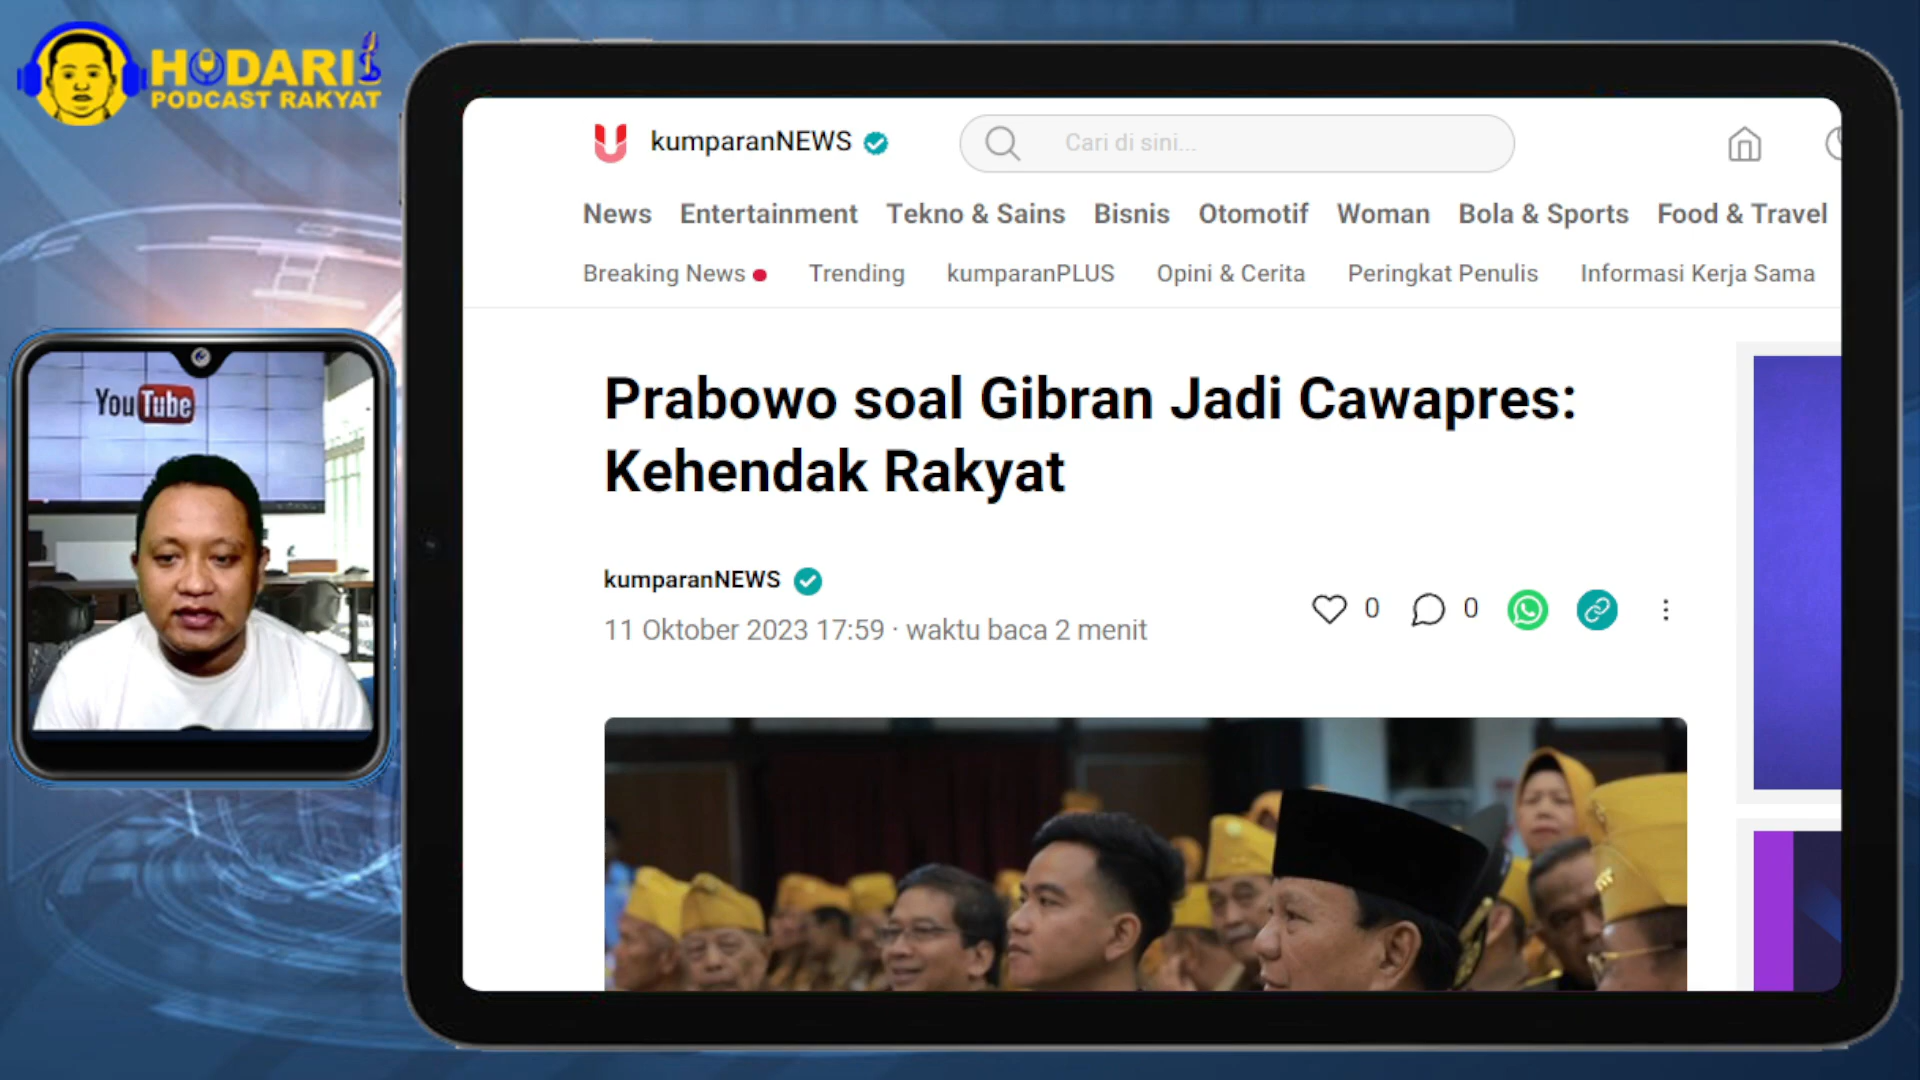 HODARI
PODCAST RAKYAT
YouTube
kumparanNEWS
Cari di sini...
News Entertainment Tekno & Sains Bisnis Otomotif Woman Bola & Sports Food & Travel
Breaking News Trending kumparanPLUS Opini & Cerita Peringkat Penulis Informasi Kerja Sama
Prabowo soal Gibran Jadi Cawapres:
Kehendak Rakyat
kumparanNEWS
11 Oktober 2023 17:59 · waktu baca 2 menit
0 0